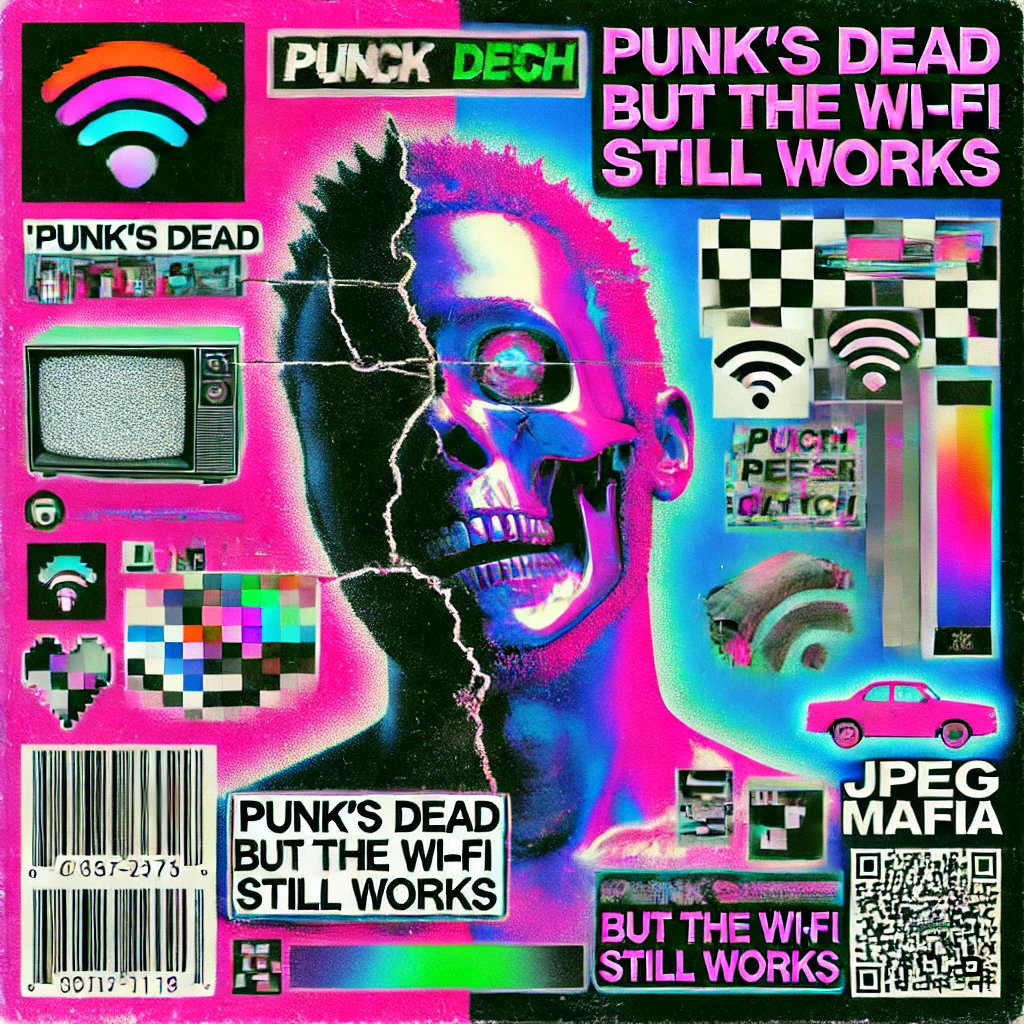 PUNCK DECH
PUNK'S DEAD
BUT THE WI-FI
STILL WORKS
'PUNK'S DEAD
JPEG
MAFIA
PUNK'S DEAD
BUT THE WI-FI
STILL WORKS
BUT THE WI-FI
STILL WORKS